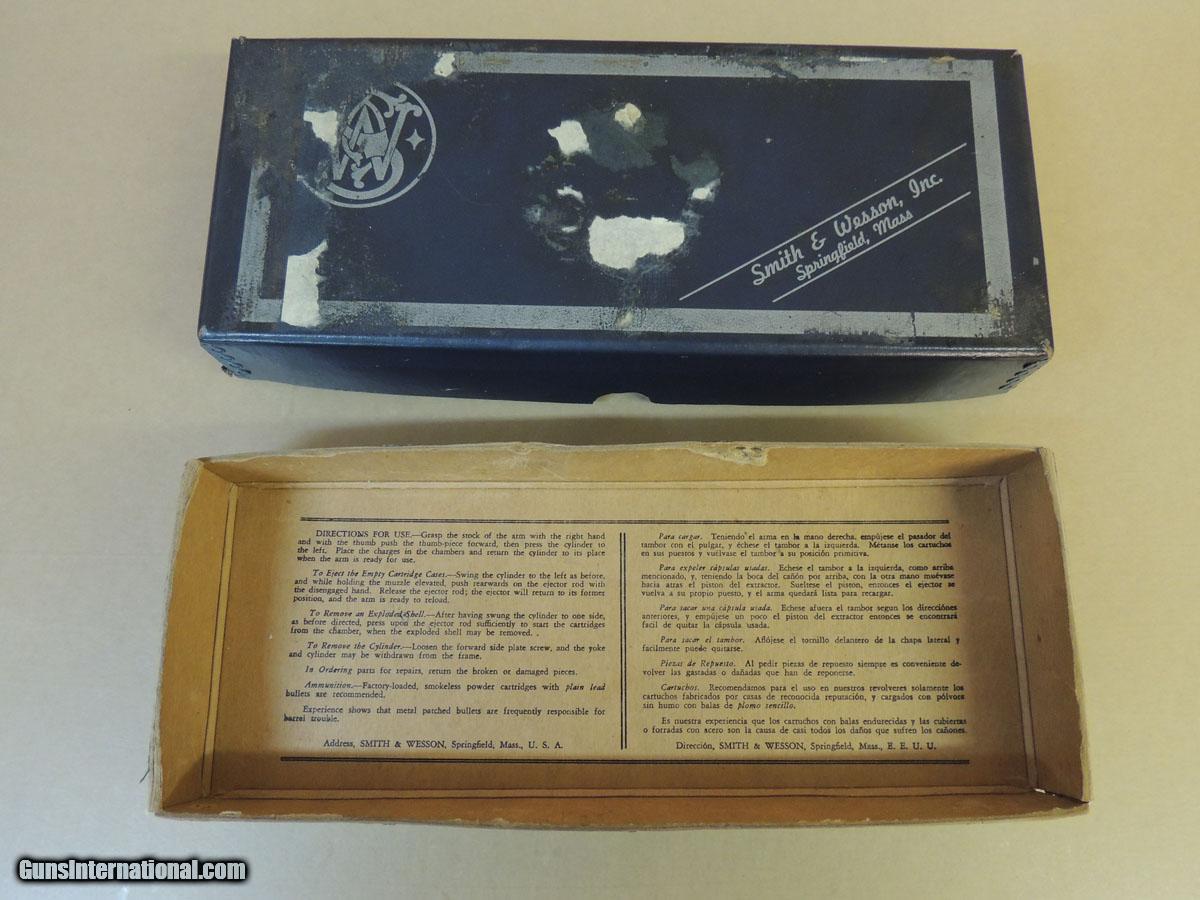 Smith & Wesson, Inc.
Springfield, Mass
DIRECTIONS FOR USE.—Grasp the stock of the arm with the right hand
and with the thumb push the thumb-piece forward, then press the cylinder to
the left. Place the charges in the chambers and return the cylinder to its place
when the arm is ready for use.
To Eject the Empty Cartridge Cases.—Swing the cylinder to the left as before,
and while holding the muzzle elevated, push rearwards on the ejector rod with
the disengaged hand. Release the ejector rod; the ejector will return to its former
position, and the arm is ready to reload.
To Remove an Exploded Shell.—After having swung the cylinder to one side,
as before directed, press upon the ejector rod sufficiently to start the cartridges
from the chamber, when the exploded shell may be removed. .
To Remove the Cylinder.—Loosen the forward side plate screw, and the yoke
and cylinder may be withdrawn from the frame.
In Ordering parts for repairs, return the broken or damaged pieces.
Ammunition.—Factory-loaded, smokeless powder cartridges with plain lead
bullets are recommended.
Experience shows that metal patched bullets are frequently responsible for
barrel trouble.
Address, SMITH & WESSON, Springfield, Mass., U. S. A.
Para cargar. Teniendo el arma en la mano derecha, empújese el pasador del
tambor con el pulgar, y échese el tambor a la izquierda. Métanse los cartuchos
en sus puestos y vuélvase el tambor a su posición primitiva.
Para expeler cápsulas usadas. Echese el tambor a la izquierda, como arriba
mencionado, y, teniendo la boca del cañón por arriba, con la otra mano muévase
hacia atras el piston del extractor. Sueltese el piston, entonces el ejector se
vuelva a su propio puesto, y el arma quedará lista para recargar.
Para sacar una cápsula usada. Echese afuera el tambor segun los direcciónes
anteriores, y empújese un poco el piston del extractor entonces se encontrará
facil de quitar la cápsula usada.
Para sacar el tambor. Aflójese el tornillo delantero de la chapa lateral y
facilmente puede quitarse.
Piezas de Repuesto. Al pedir piezas de repuesto siempre es conveniente de-
volver las gastadas o dañadas que han de reponerse.
Cartuchos. Recomendamos para el uso en nuestros revolveres solamente los
cartuchos fabricados por casas de reconocida reputación, y cargados con pólvora
sin humo con balas de plomo sencillo.
Es nuestra experiencia que los cartuchos con balas endurecidas y las cubiertas
o forradas con acero son la causa de casi todos los daños que sufren los cañones.
Dirección, SMITH & WESSON, Springfield, Mass., E. E. U. U.
GunsInternational.com